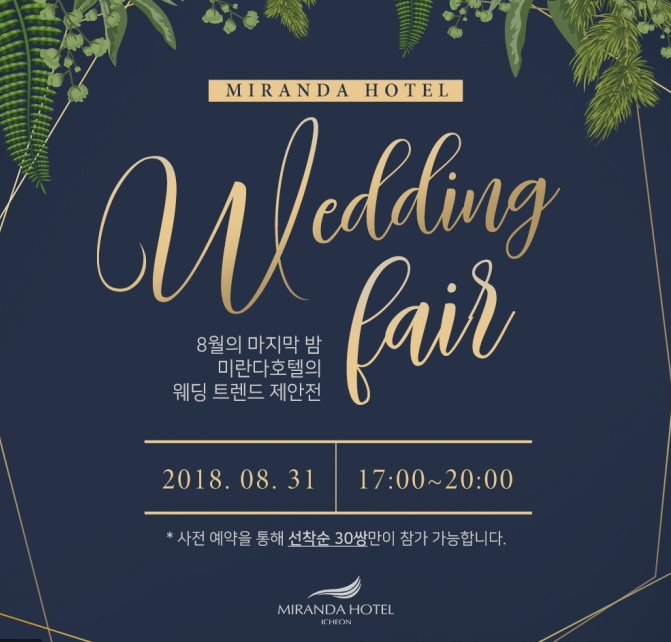 MIRANDA HOTEL
Wedding
fair
8월의 마지막 밤
미란다호텔의
웨딩 트렌드 제안전
2018. 08. 31
17:00~20:00
* 사전 예약을 통해 선착순 30쌍만이 참가 가능합니다.
MIRANDA HOTEL
ICHEON